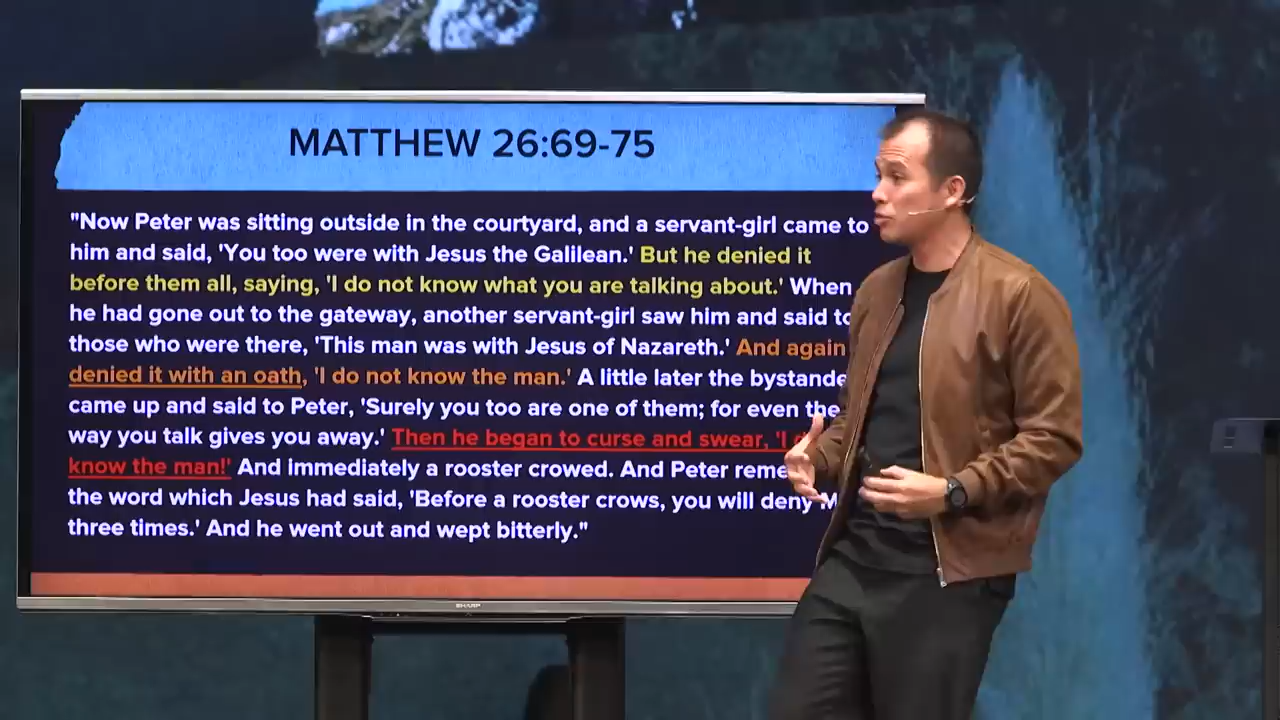 MATTHEW 26:69-75
"Now Peter was sitting outside in the courtyard, and a servant-girl came to
him and said, 'You too were with Jesus the Galilean.' But he denied it
before them all, saying, 'I do not know what you are talking about.' When
he had gone out to the gateway, another servant-girl saw him and said to
those who were there, 'This man was with Jesus of Nazareth.' And again
denied it with an oath, 'I do not know the man.' A little later the
came up and said to Peter, 'Surely you too are one of them; for even the
way you talk gives you away.' Then he began to curse and swear, 'I
know the man!' And immediately a rooster crowed. And Peter
the word which Jesus had said, 'Before a rooster crows, you will deny
three times.' And he went out and wept bitterly."
SHARP